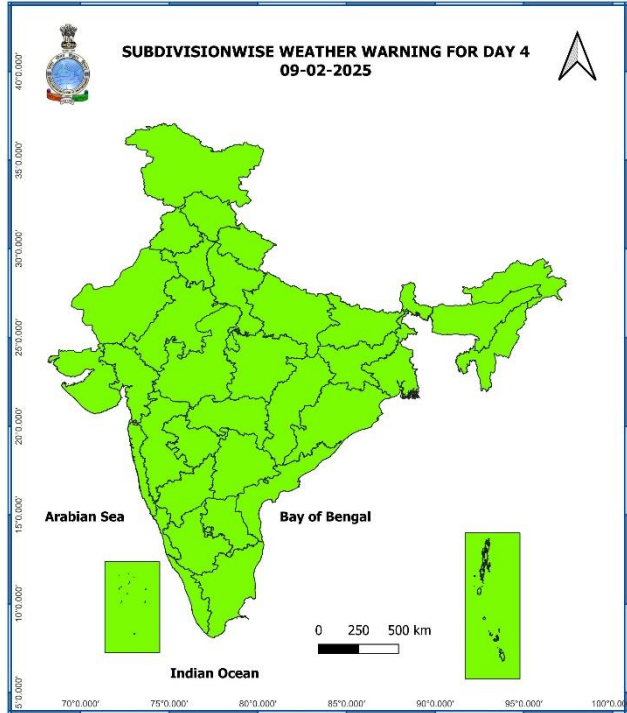 SUBDIVISIONWISE WEATHER WARNING FOR DAY 4
09-02-2025
40°0.000'
35°0.000'
30°0.000'
25°0.000'
20°0.000'
15°0.000'
10°0.000'
5°0.000'
Arabian Sea
Bay of Bengal
0 250 500 km
Indian Ocean
70°0.000' 75°0.000' 80°0.000' 85°0.000' 90°0.000' 95°0.000' 100°0.000'